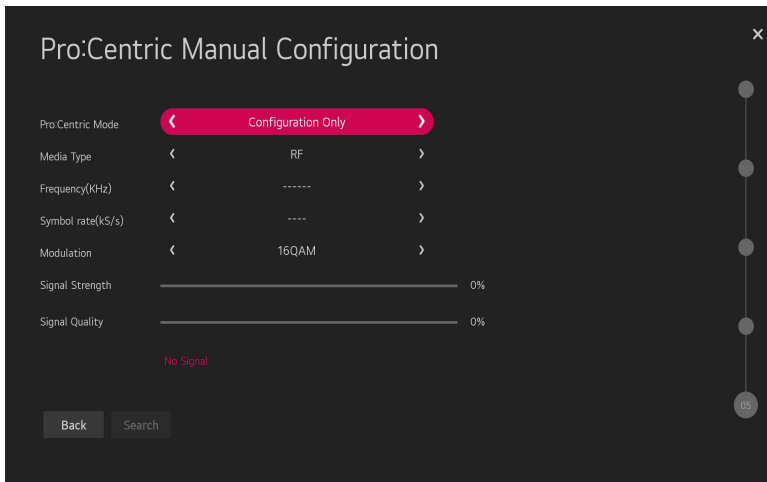 Pro:Centric Manual Configuration
Pro:Centric Mode Configuration Only
Media Type RF
Frequency(KHz) ------
Symbol rate(kS/s) ----
Modulation 16QAM
Signal Strength 0%
Signal Quality 0%
No Signal
05
Back Search